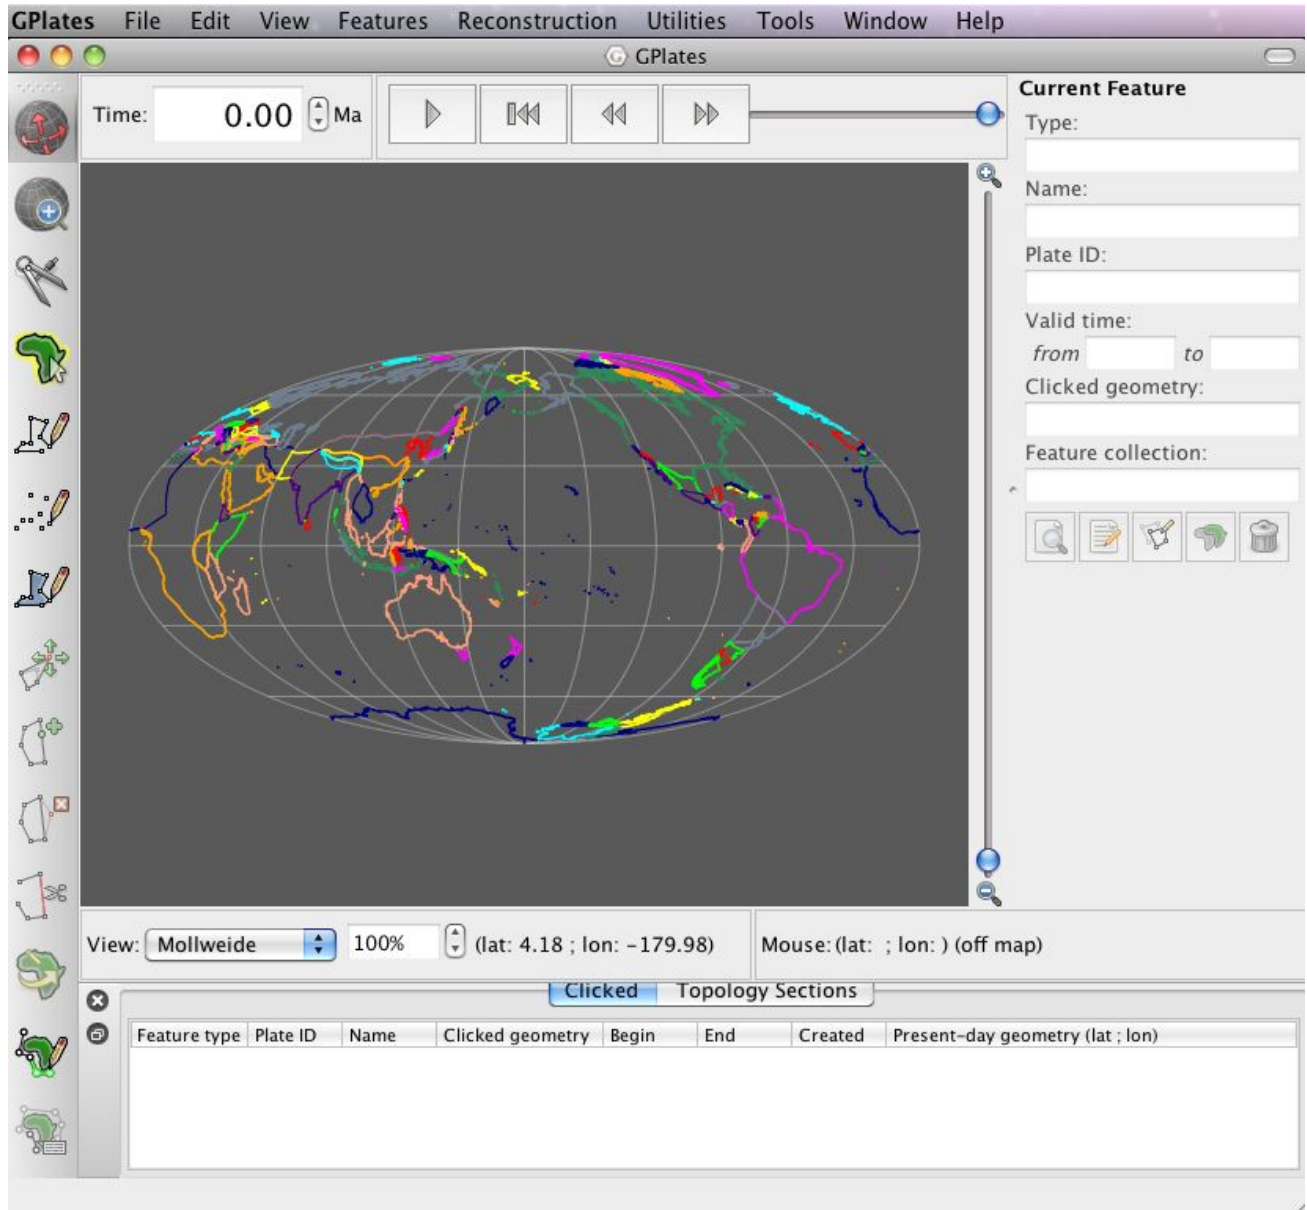 GPlates File Edit View Features Reconstruction Utilities Tools Window Help
GPlates
Time: 0.00 Ma
Current Feature
Type:
Name:
Plate ID:
Valid time:
from to
Clicked geometry:
Feature collection:
View: Mollweide 100% (lat: 4.18 ; lon: -179.98) Mouse: (lat: ; lon: ) (off map)
Clicked Topology Sections
Feature type Plate ID Name Clicked geometry Begin End Created Present-day geometry (lat ; lon)